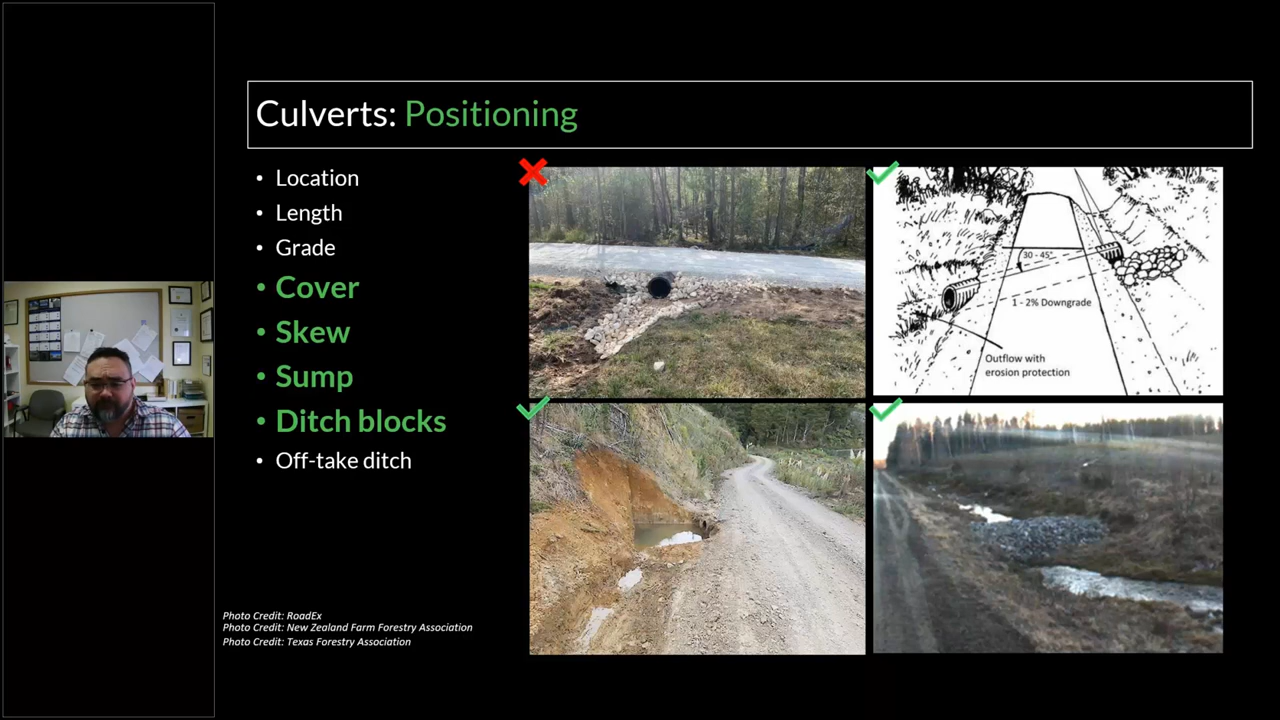 Culverts: Positioning
• Location
• Length
• Grade
• Cover
• Skew
• Sump
• Ditch blocks
• Off-take ditch
30 - 45°
1 - 2% Downgrade
Outflow with
erosion protection
Photo Credit: RoadEx
Photo Credit: New Zealand Farm Forestry Association
Photo Credit: Texas Forestry Association